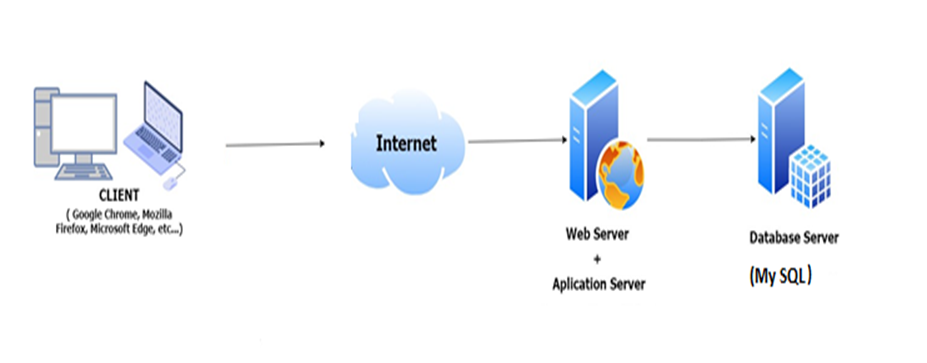 Internet
CLIENT
( Google Chrome, Mozilla
Firefox, Microsoft Edge, etc...)
Web Server
+
Aplication Server
Database Server
(My SQL)